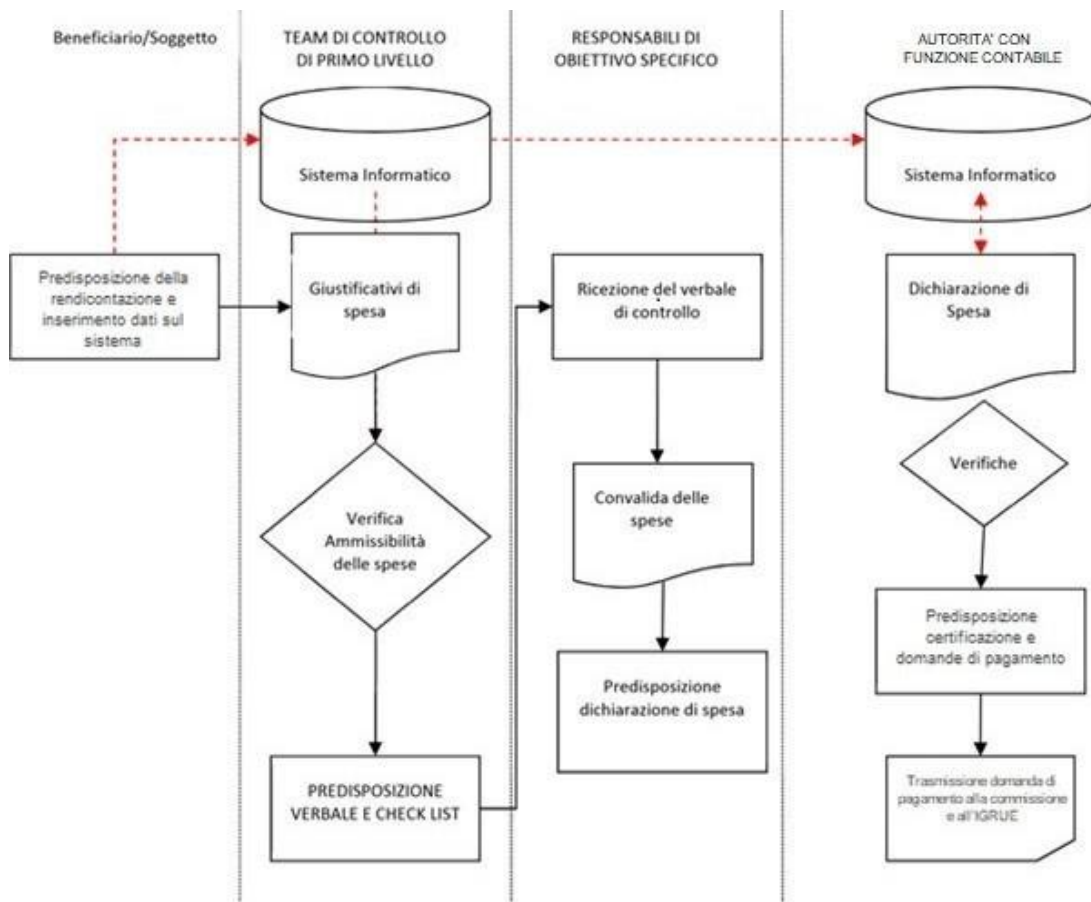 Beneficiario/Soggetto
TEAM DI CONTROLLO
DI PRIMO LIVELLO
RESPONSABILI DI
OBIETTIVO SPECIFICO
AUTORITA' CON
FUNZIONE CONTABILE
Sistema Informatico
Sistema Informatico
Predisposizione della
rendicontazione e
inserimento dati sul
sistema
Giustificativi di
spesa
Ricezione del verbale
di controllo
Dichiarazione di
Spesa
Verifica
Ammissibilità
delle spese
Convalida delle
spese
Verifiche
Predisposizione
certificazione e
domande di pagamento
Predisposizione
dichiarazione di spesa
PREDISPOSIZIONE
VERBALE E CHECK LIST
Trasmissione domanda di
pagamento alla commissione
e all'IGRUE